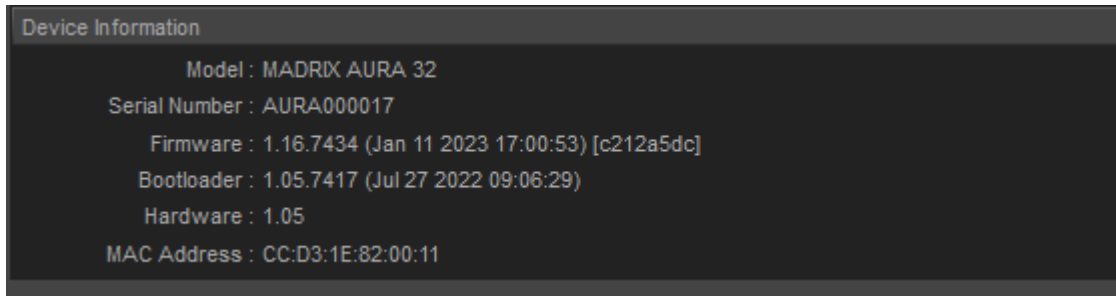 Device Information
Model : MADRIX AURA 32
Serial Number : AURA000017
Firmware : 1.16.7434 (Jan 11 2023 17:00:53) [c212a5dc]
Bootloader : 1.05.7417 (Jul 27 2022 09:06:29)
Hardware : 1.05
MAC Address : CC:D3:1E:82:00:11